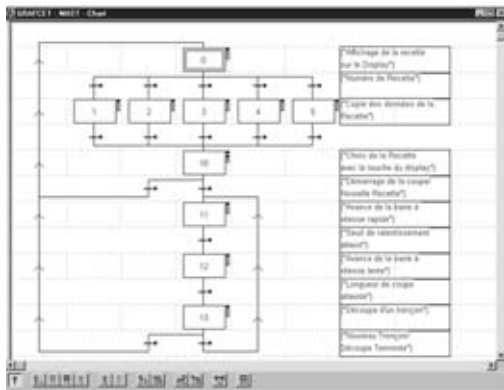 GRAFCET : MAST - Chart
0
("Affichage de la recette
sur le Display")
("Numéro de Recette")
1 2 3 4 5
("Copie des données de la
Recette")
10
("Choix de la Recette
avec la touche du display")
("Démarrage de la coupe/
Nouvelle Recette")
11
("Avance de la barre à
vitesse rapide")
("Seuil de ralentissement
atteint")
12
("Avance de la barre à
vitesse lente")
("Longueur de coupe
atteinte")
13
("Découpe d'un tronçon")
("Nouveau Tronçon/
Découpe Terminée")